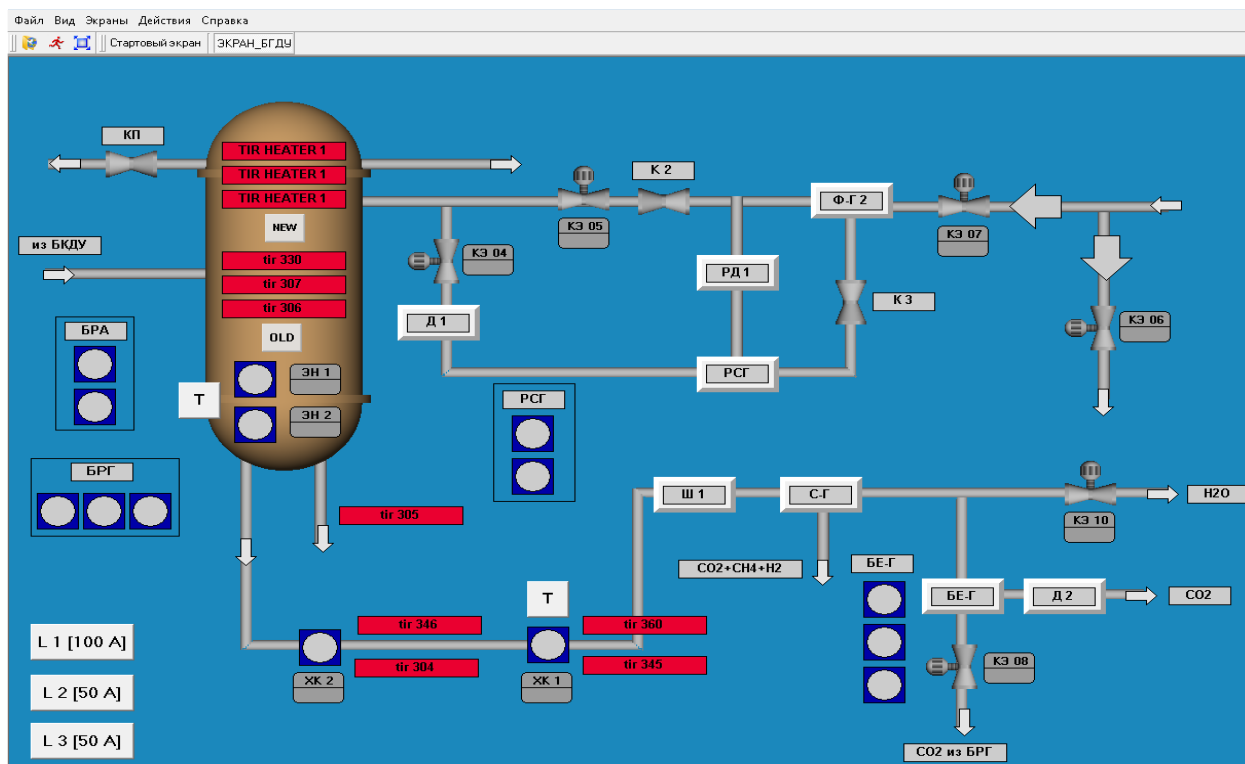 Файл Вид Экраны Действия Справка
Стартовый экран ЭКРАН_БГДУ
КП
TIR HEATER 1
TIR HEATER 1
TIR HEATER 1
NEW
из БКДУ
tir 330
tir 307
tir 306
OLD
БРА
ЭН 1
T
ЭН 2
БРГ
tir 305
К 2
КЭ 05
КЭ 04
Ф-Г 2
КЭ 07
РД 1
К 3
КЭ 06
Д 1
РСГ
РСГ
Ш 1
С-Г
КЭ 10
H2O
CO2+CH4+H2
БЕ-Г
БЕ-Г
Д 2
CO2
T
tir 346
tir 360
tir 304
tir 345
ХК 2
ХК 1
КЭ 08
CO2 из БРГ
L 1 [100 A]
L 2 [50 A]
L 3 [50 A]